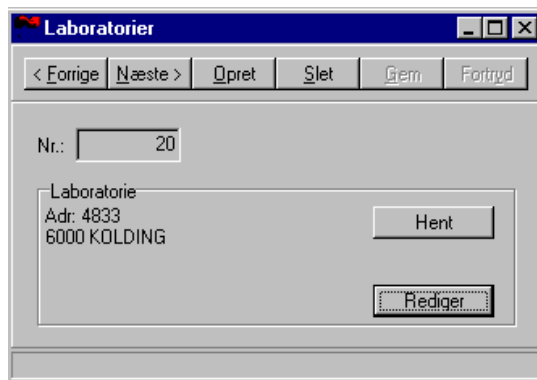 Laboratorier
< Forrige Næste > Opret Slet Gem Fortryd
Nr.: 20
Laboratorie
Adr: 4833
6000 KOLDING
Hent
Rediger